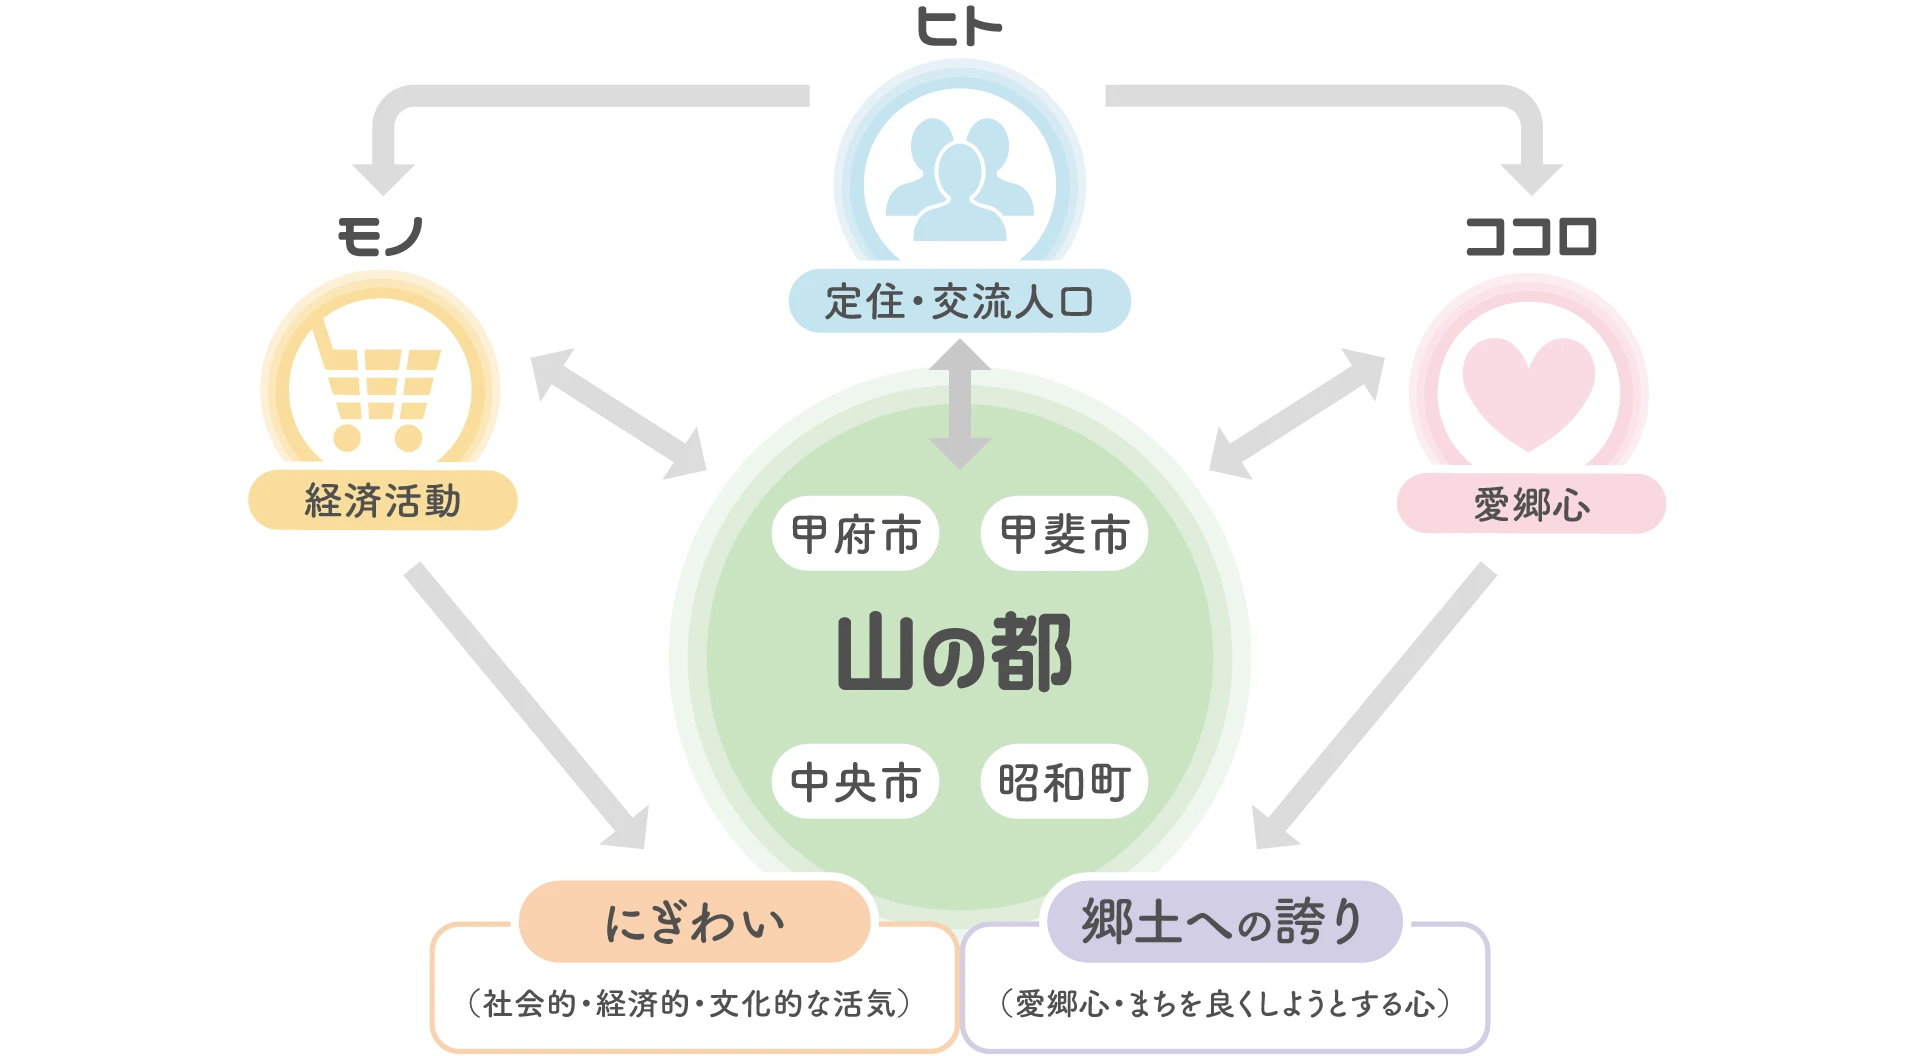 ヒト
定住・交流人口
モノ
経済活動
ココロ
愛郷心
甲府市
甲斐市
山の都
中央市
昭和町
にぎわい
（社会的・経済的・文化的な活気）
郷土への誇り
（愛郷心・まちを良くしようとする心）